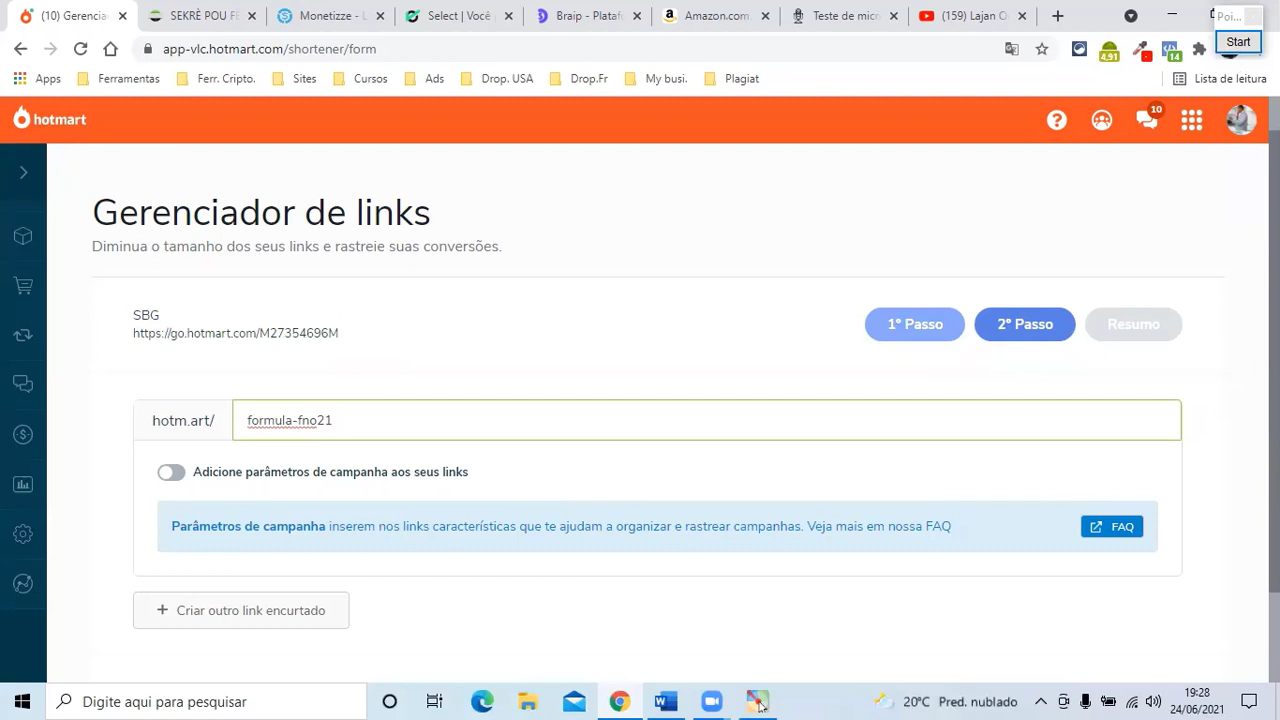 (10) Gerencia
SEKRÈ POU FE
Monetizze - L
Select | Você
Braip - Plataf
Amazon.com.
Teste de micr
(159) Lajan O
Poi...
Start
app-vlc.hotmart.com/shortener/form
4,91
14
Apps
Ferramentas
Ferr. Cripto.
Sites
Cursos
Ads
Drop. USA
Drop.Fr
My busi.
Plagiat
Lista de leitura
hotmart
10
Gerenciador de links
Diminua o tamanho dos seus links e rastreie suas conversões.
SBG
https://go.hotmart.com/M27354696M
1º Passo
2º Passo
Resumo
hotm.art/
formula-fno21
Adicione parâmetros de campanha aos seus links
Parâmetros de campanha inserem nos links características que te ajudam a organizar e rastrear campanhas. Veja mais em nossa FAQ
FAQ
+ Criar outro link encurtado
Digite aqui para pesquisar
20°C Pred. nublado
19:28
24/06/2021